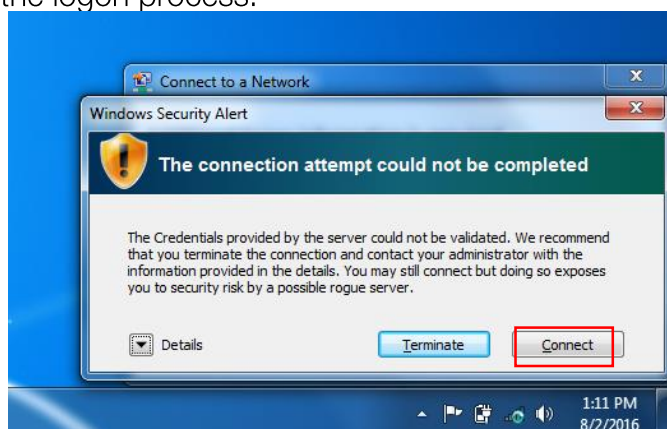 the logon process.
Connect to a Network
X
Windows Security Alert
X
The connection attempt could not be completed
The Credentials provided by the server could not be validated. We recommend
that you terminate the connection and contact your administrator with the
information provided in the details. You may still connect but doing so exposes
you to security risk by a possible rogue server.
Details
Terminate
Connect
1:11 PM
8/2/2016